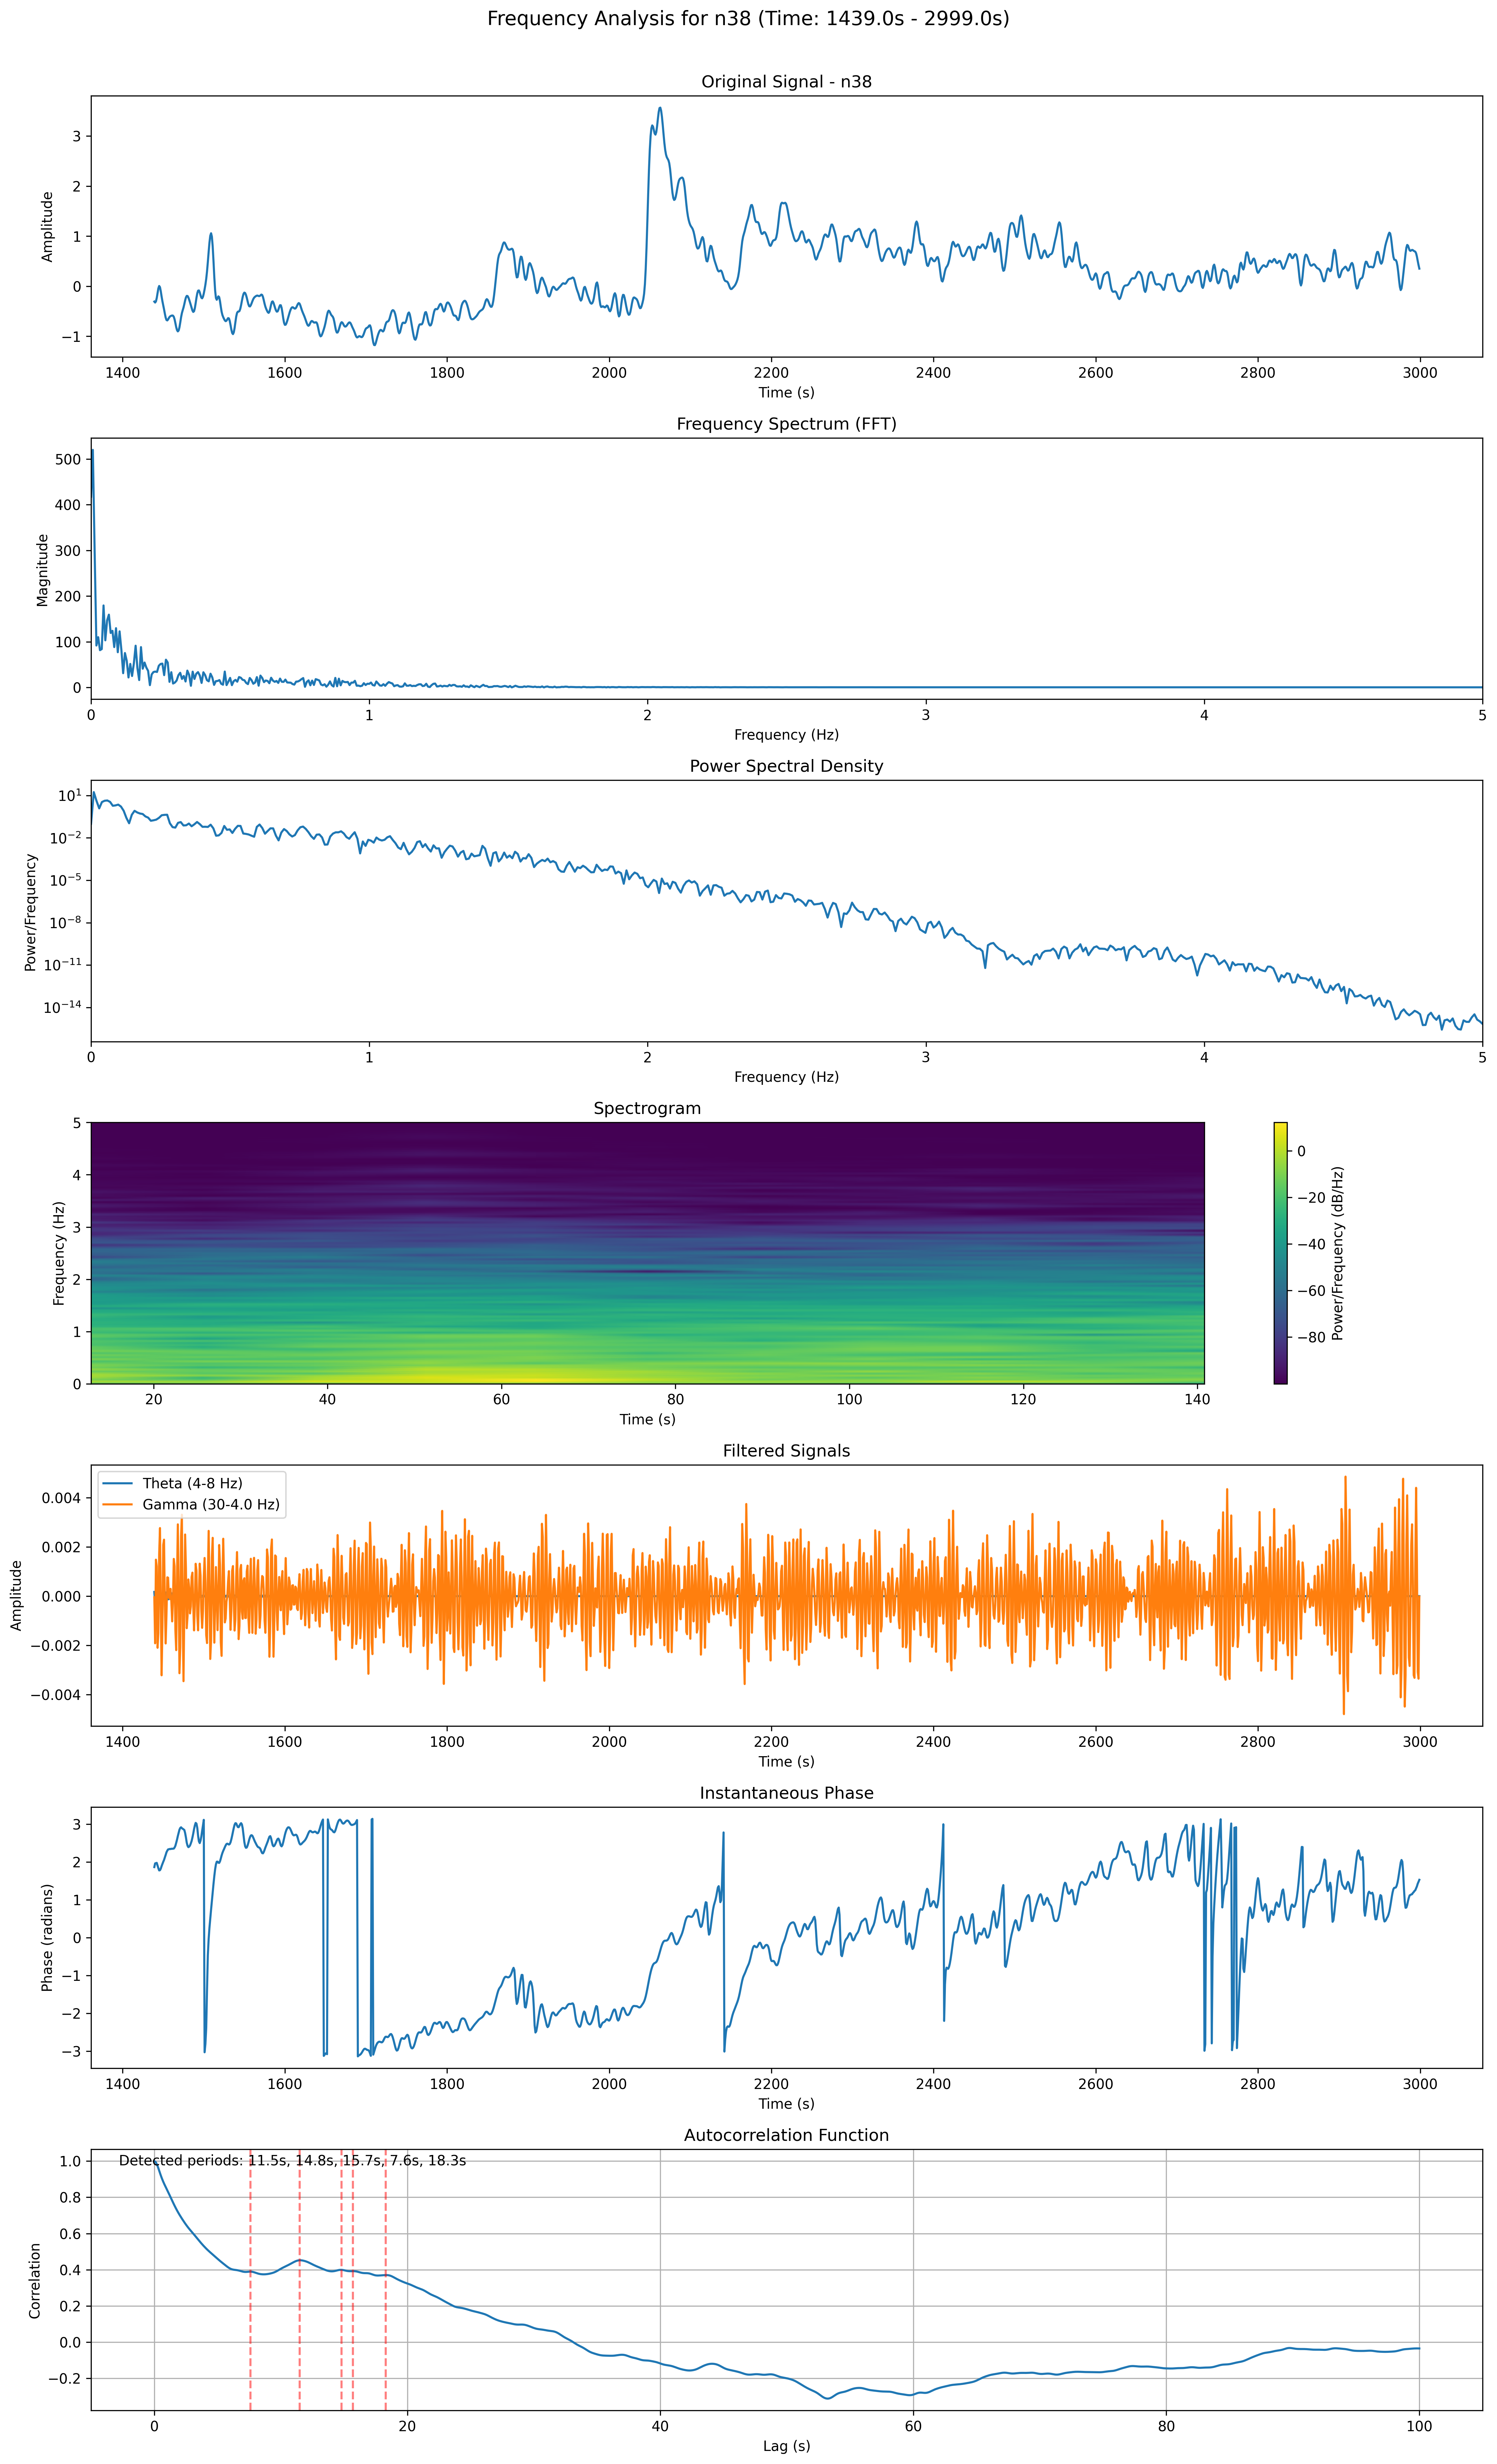 Frequency Analysis for n38 (Time: 1439.0s - 2999.0s)
Original Signal - n38
Amplitude
3
2
1
0
−1
1400 1600 1800 2000 2200 2400 2600 2800 3000
Time (s)
Frequency Spectrum (FFT)
Magnitude
500
400
300
200
100
0
0 1 2 3 4 5
Frequency (Hz)
Power Spectral Density
Power/Frequency
10¹
10⁻²
10⁻⁵
10⁻⁸
10⁻¹¹
10⁻¹⁴
0 1 2 3 4 5
Frequency (Hz)
Spectrogram
Frequency (Hz)
5
4
3
2
1
0
20 40 60 80 100 120 140
Time (s)
0
−20
−40
−60
−80
Power/Frequency (dB/Hz)
Filtered Signals
Theta (4-8 Hz)
Gamma (30-4.0 Hz)
Amplitude
0.004
0.002
0.000
−0.002
−0.004
1400 1600 1800 2000 2200 2400 2600 2800 3000
Time (s)
Instantaneous Phase
Phase (radians)
3
2
1
0
−1
−2
−3
1400 1600 1800 2000 2200 2400 2600 2800 3000
Time (s)
Autocorrelation Function
Detected periods: 11.5s, 14.8s, 15.7s, 7.6s, 18.3s
Correlation
1.0
0.8
0.6
0.4
0.2
0.0
−0.2
0 20 40 60 80 100
Lag (s)